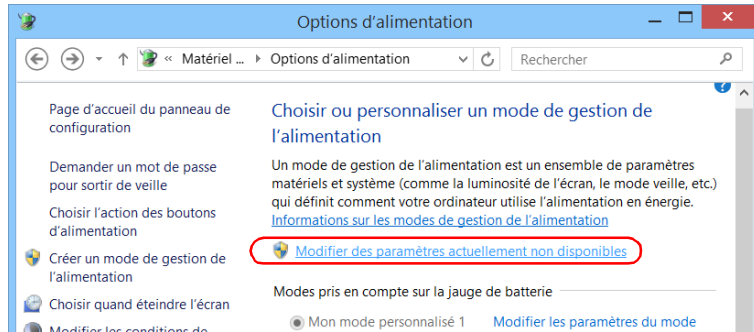 Options d'alimentation
« Matériel ... Options d'alimentation
Rechercher
Page d'accueil du panneau de
configuration
Demander un mot de passe
pour sortir de veille
Choisir l'action des boutons
d'alimentation
Créer un mode de gestion de
l'alimentation
Choisir quand éteindre l'écran
Modifier les conditions de
Choisir ou personnaliser un mode de gestion de
l'alimentation
Un mode de gestion de l'alimentation est un ensemble de paramètres
matériels et système (comme la luminosité de l'écran, le mode veille, etc.)
qui définit comment votre ordinateur utilise l'alimentation en énergie.
Informations sur les modes de gestion de l'alimentation
Modifier des paramètres actuellement non disponibles
Modes pris en compte sur la jauge de batterie
Mon mode personnalisé 1 Modifier les paramètres du mode